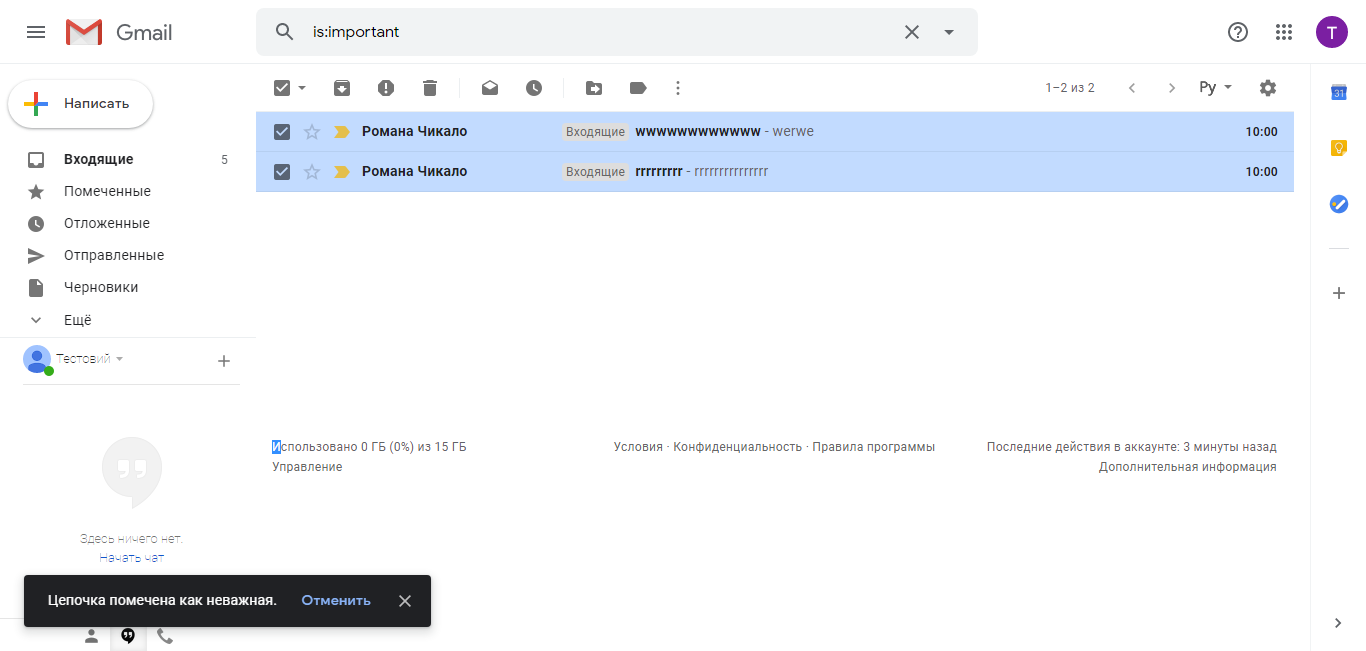 Gmail
is:important
T
Написать
1–2 из 2
Ру
31
Входящие 5
Помеченные
Отложенные
Отправленные
Черновики
Ещё
Тестовий
Романа Чикало Входящие wwwwwwwwwwww - werwe 10:00
Романа Чикало Входящие rrrrrrrrr - rrrrrrrrrrrrrrr 10:00
Использовано 0 ГБ (0%) из 15 ГБ
Управление
Условия · Конфиденциальность · Правила программы
Последние действия в аккаунте: 3 минуты назад
Дополнительная информация
Здесь ничего нет.
Начать чат
Цепочка помечена как неважная. Отменить